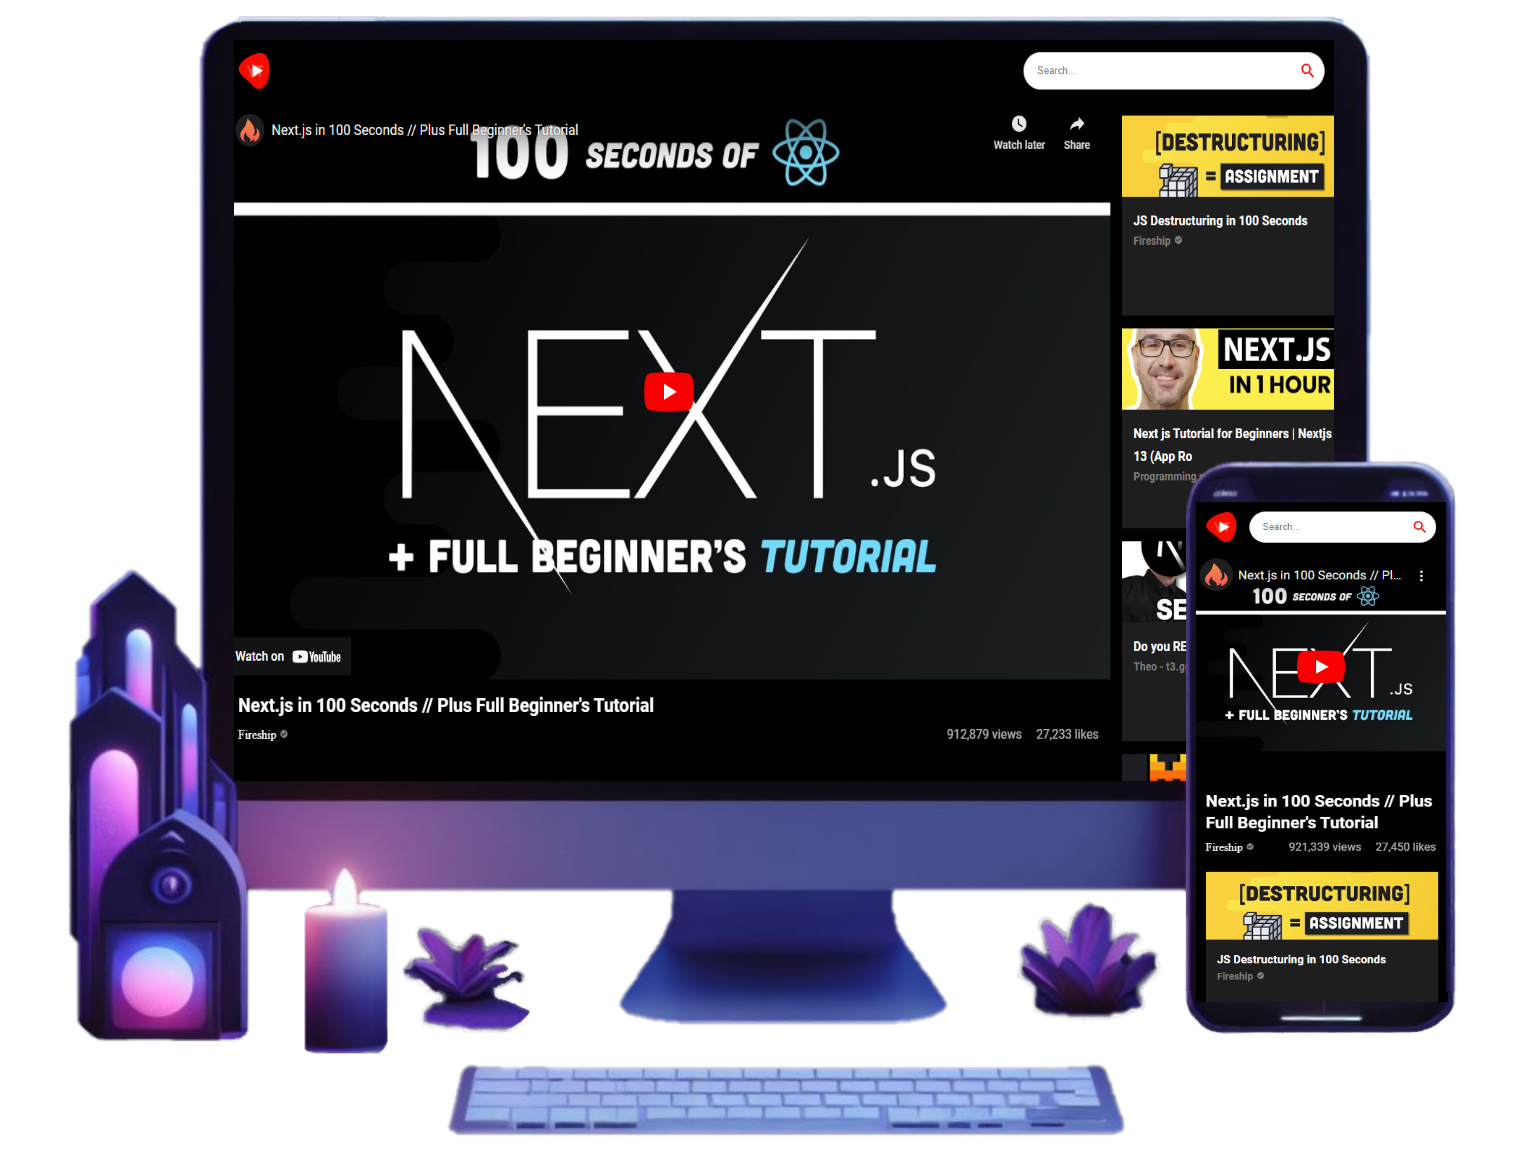 Search...
Next.js in 100 Seconds // Plus Full Beginner's Tutorial
Watch later
Share
100 SECONDS OF
NEXT.JS
+ FULL BEGINNER'S TUTORIAL
Watch on YouTube
Next.js in 100 Seconds // Plus Full Beginner's Tutorial
Fireship
912,879 views 27,233 likes
[DESTRUCTURING]
= ASSIGNMENT
JS Destructuring in 100 Seconds
Fireship
NEXT.JS
IN 1 HOUR
Next js Tutorial for Beginners | Nextjs
13 (App Ro
Programming
SE
Do you RE
Theo - t3.g
Search...
Next.js in 100 Seconds // Pl...
100 SECONDS OF
NEXT.JS
+ FULL BEGINNER'S TUTORIAL
Next.js in 100 Seconds // Plus
Full Beginner's Tutorial
Fireship
921,339 views 27,450 likes
[DESTRUCTURING]
= ASSIGNMENT
JS Destructuring in 100 Seconds
Fireship